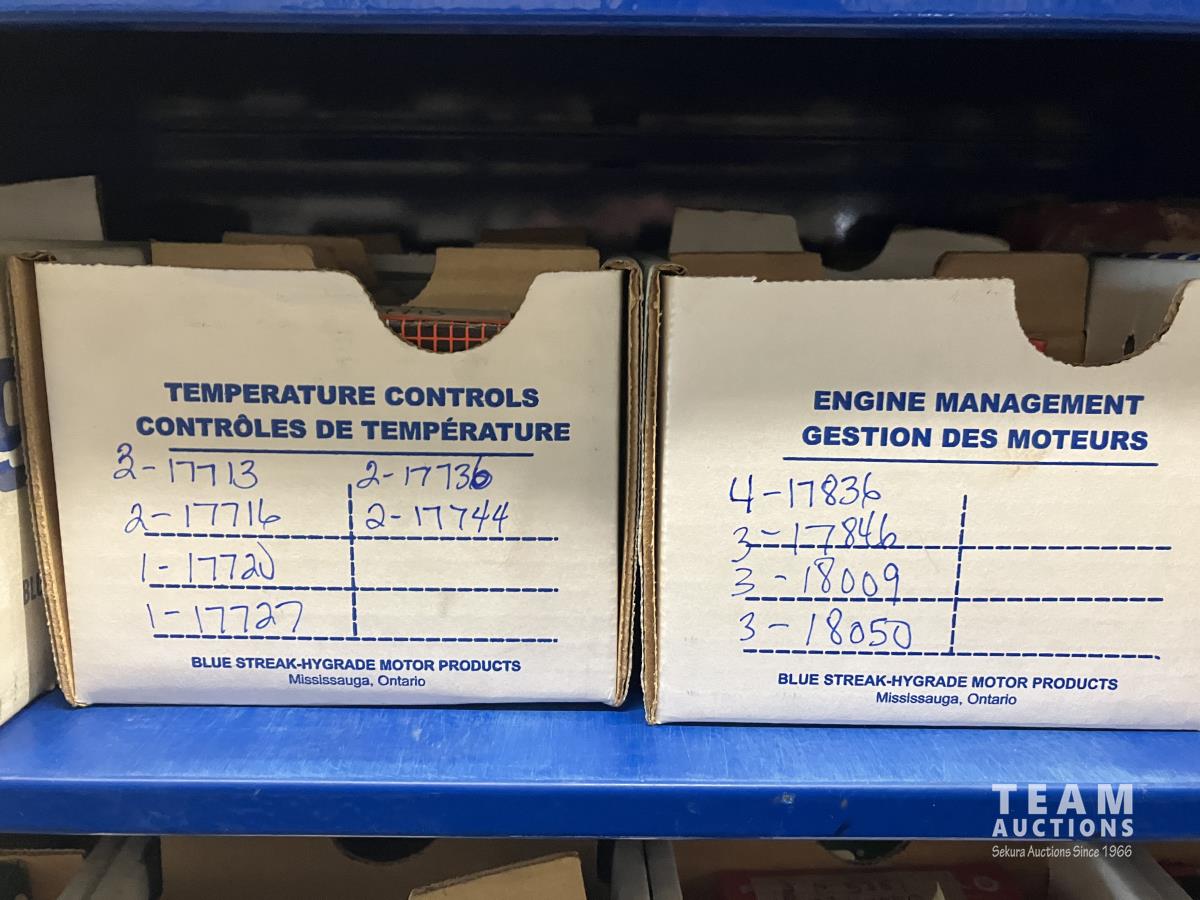 TEMPERATURE CONTROLS
CONTRÔLES DE TEMPÉRATURE
-17713
2-17736
2-17716
2-17744
1-17720
1-17727
BLUE STREAK-HYGRADE MOTOR PRODUCTS
Mississauga, Ontario
ENGINE MANAGEMENT
GESTION DES MOTEURS
4-17836
3-17846
3-18009
3-18050
BLUE STREAK-HYGRADE MOTOR PRODUCTS
Mississauga, Ontario
TEAM
AUCTIONS
Sekura Auctions Since 1966